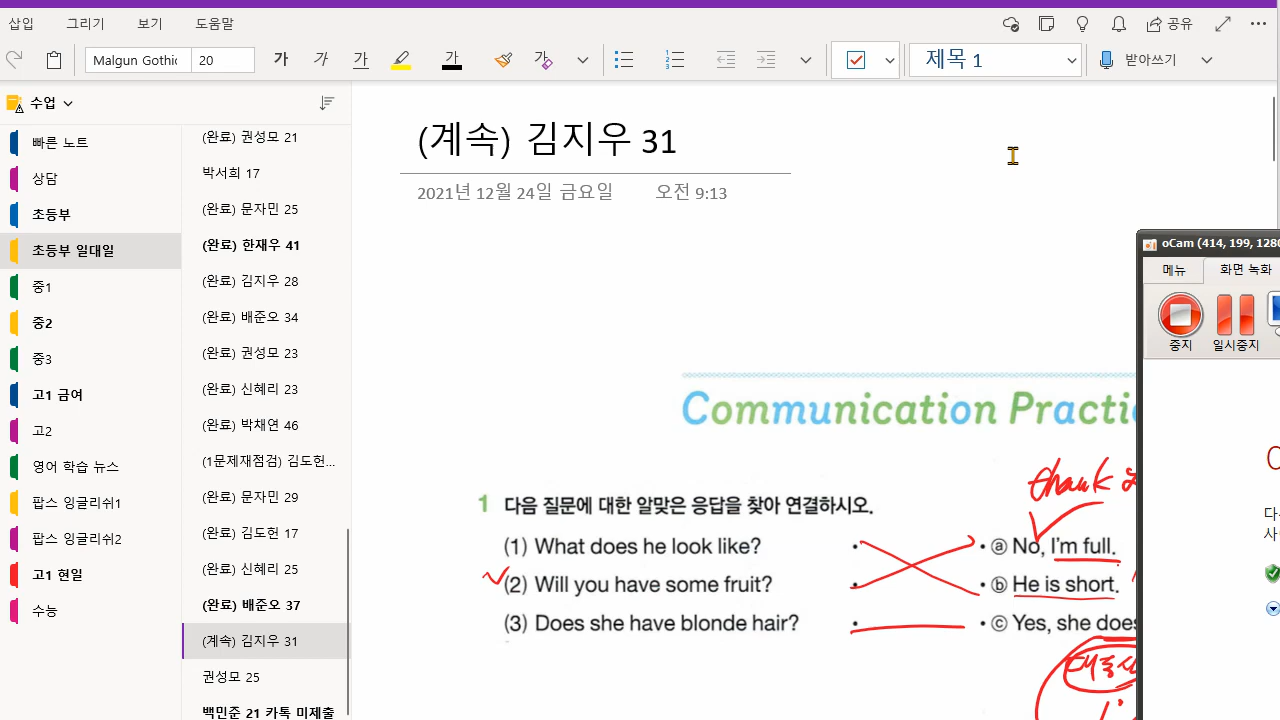 삽입 그리기 보기 도움말 공유
Malgun Gothic 20 가 가 가 가 가 제목 1 받아쓰기
수업
빠른 노트
상담
초등부
초등부 일대일
중1
중2
중3
고1 금여
고2
영어 학습 뉴스
팝스 잉글리쉬1
팝스 잉글리쉬2
고1 현일
수능
(완료) 권성모 21
박서희 17
(완료) 문자민 25
(완료) 한재우 41
(완료) 김지우 28
(완료) 배준오 34
(완료) 권성모 23
(완료) 신혜리 23
(완료) 박채연 46
(1문제재점검) 김도헌...
(완료) 문자민 29
(완료) 김도헌 17
(완료) 신혜리 25
(완료) 배준오 37
(계속) 김지우 31
권성모 25
백민준 21 카톡 미제출
(계속) 김지우 31
2021년 12월 24일 금요일 오전 9:13
Communication Practi
thank
1 다음 질문에 대한 알맞은 응답을 찾아 연결하시오.
(1) What does he look like? • • ⓐ No, I'm full.
(2) Will you have some fruit? • • ⓑ He is short.
(3) Does she have blonde hair? • • ⓒ Yes, she does
oCam (414, 199, 1280
메뉴 화면 녹화
중지 일시중지